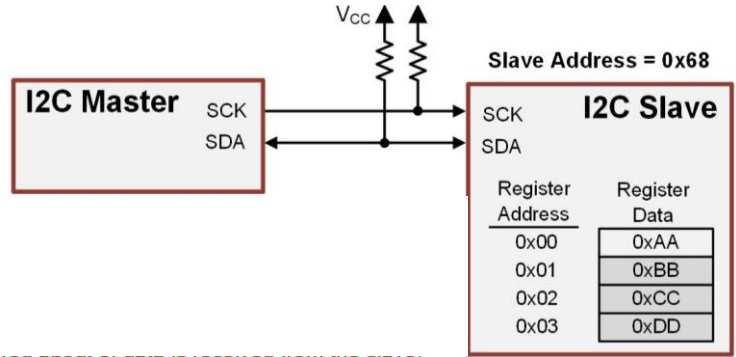 V_CC
Slave Address = 0x68
I2C Master
SCK
SDA
I2C Slave
SCK
SDA
Register Address Register Data
0x00 0xAA
0x01 0xBB
0x02 0xCC
0x03 0xDD